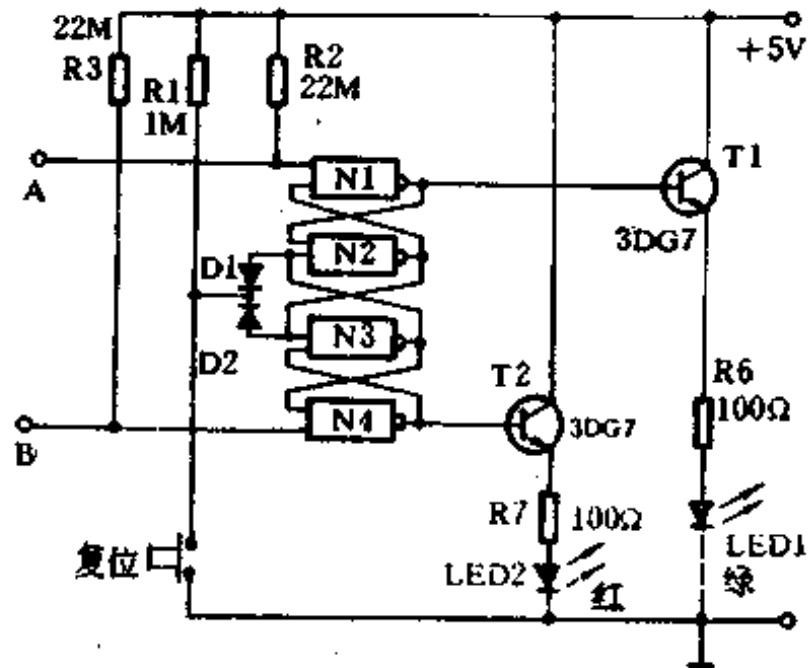 22M
R3
R1
1M
R2
22M
+5V
A
N1
T1
3DG7
N2
D1
N3
D2
T2
R6
100Ω
N4
3DG7
B
R7
100Ω
LED1
绿
复位
LED2
红